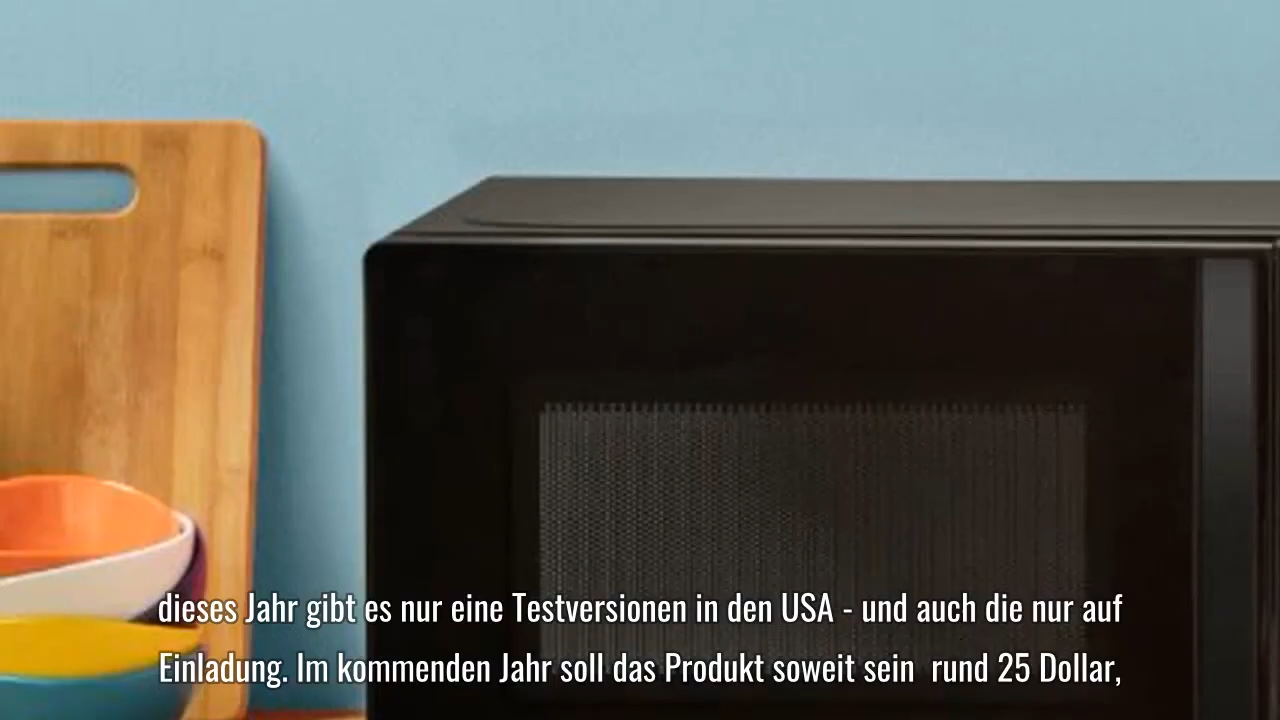 dieses Jahr gibt es nur eine Testversionen in den USA - und auch die nur auf
Einladung. Im kommenden Jahr soll das Produkt soweit sein  rund 25 Dollar,